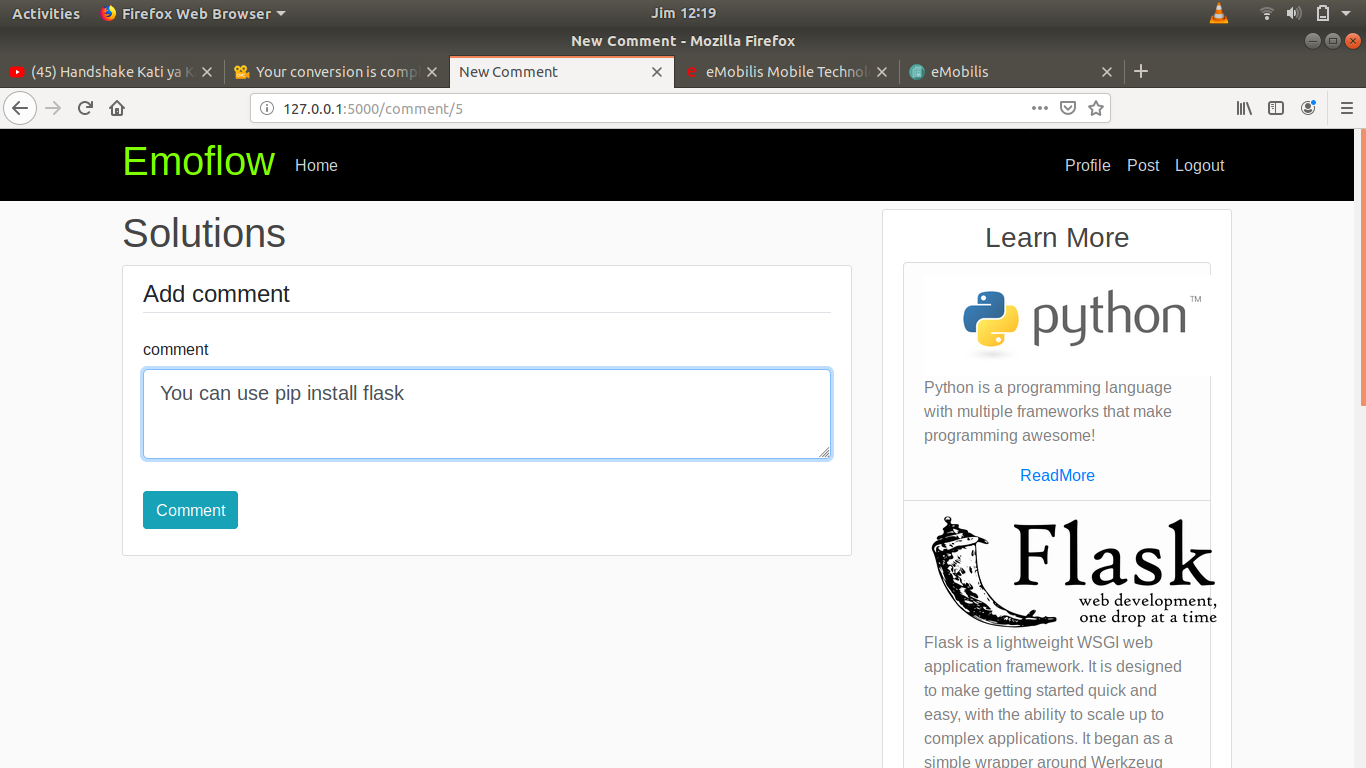 Activities Firefox Web Browser Jim 12:19
New Comment - Mozilla Firefox
(45) Handshake Kati ya K
Your conversion is comp
New Comment
eMobilis Mobile Technol
eMobilis
127.0.0.1:5000/comment/5
Emoflow Home Profile Post Logout
Solutions
Add comment
comment
You can use pip install flask
Comment
Learn More
python™
Python is a programming language
with multiple frameworks that make
programming awesome!
ReadMore
Flask
web development,
one drop at a time
Flask is a lightweight WSGI web
application framework. It is designed
to make getting started quick and
easy, with the ability to scale up to
complex applications. It began as a
simple wrapper around Werkzeug